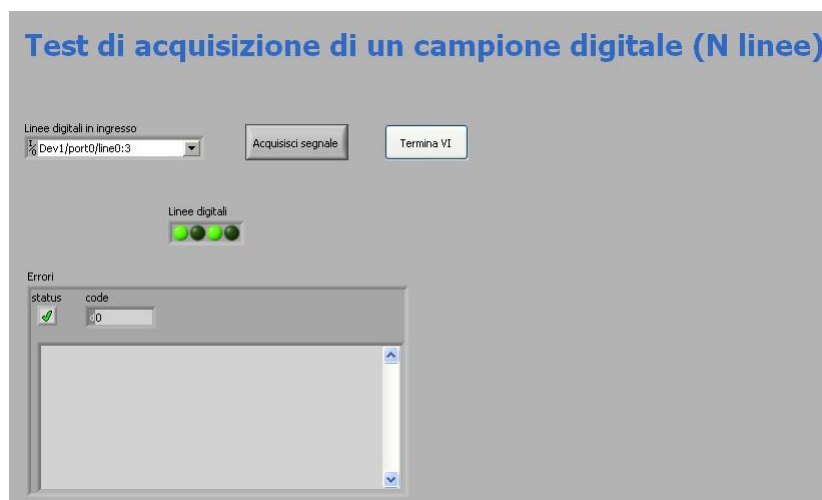 Test di acquisizione di un campione digitale (N linee)
Linee digitali in ingresso
I/O Dev1/port0/line0:3
Acquisisci segnale
Termina VI
Linee digitali
Errori
status code
d0